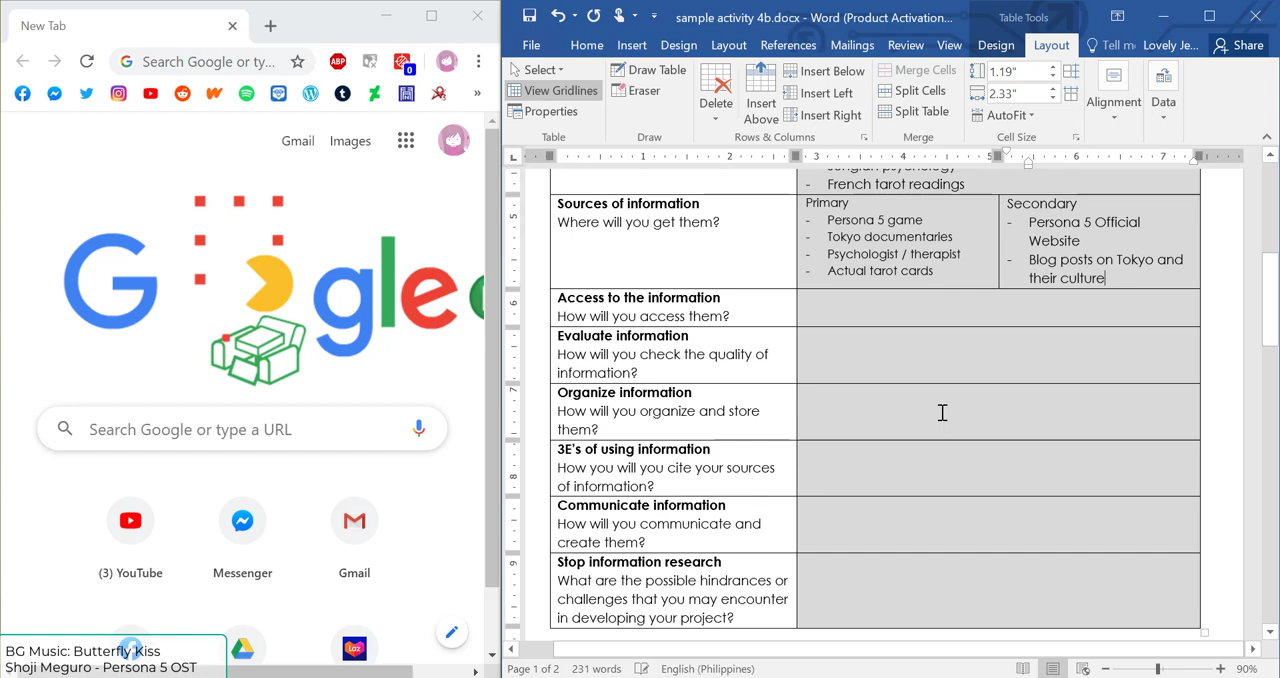 New Tab
Search Google or ty...
ABP
0
Gmail
Images
Search Google or type a URL
(3) YouTube
Messenger
Gmail
BG Music: Butterfly Kiss
Shoji Meguro - Persona 5 OST
sample activity 4b.docx - Word (Product Activation...
Table Tools
File Home Insert Design Layout References Mailings Review View Design Layout Tell me Lovely Je... Share
Select
View Gridlines
Properties
Table
Draw Table
Eraser
Draw
Delete
Insert Above
Insert Below
Insert Left
Insert Right
Rows & Columns
Merge Cells
Split Cells
Split Table
Merge
1.19"
2.33"
AutoFit
Cell Size
Alignment
Data
1 2 3 4 5 6 7
- French tarot readings
Sources of information
Where will you get them?
Primary
- Persona 5 game
- Tokyo documentaries
- Psychologist / therapist
- Actual tarot cards
Secondary
- Persona 5 Official
Website
- Blog posts on Tokyo and
their culture
Access to the information
How will you access them?
Evaluate information
How will you check the quality of
information?
Organize information
How will you organize and store
them?
3E's of using information
How you will you cite your sources
of information?
Communicate information
How will you communicate and
create them?
Stop information research
What are the possible hindrances or
challenges that you may encounter
in developing your project?
Page 1 of 2 231 words English (Philippines) 90%